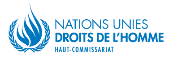 NATIONS UNIES
DROITS DE L'HOMME
HAUT-COMMISSARIAT